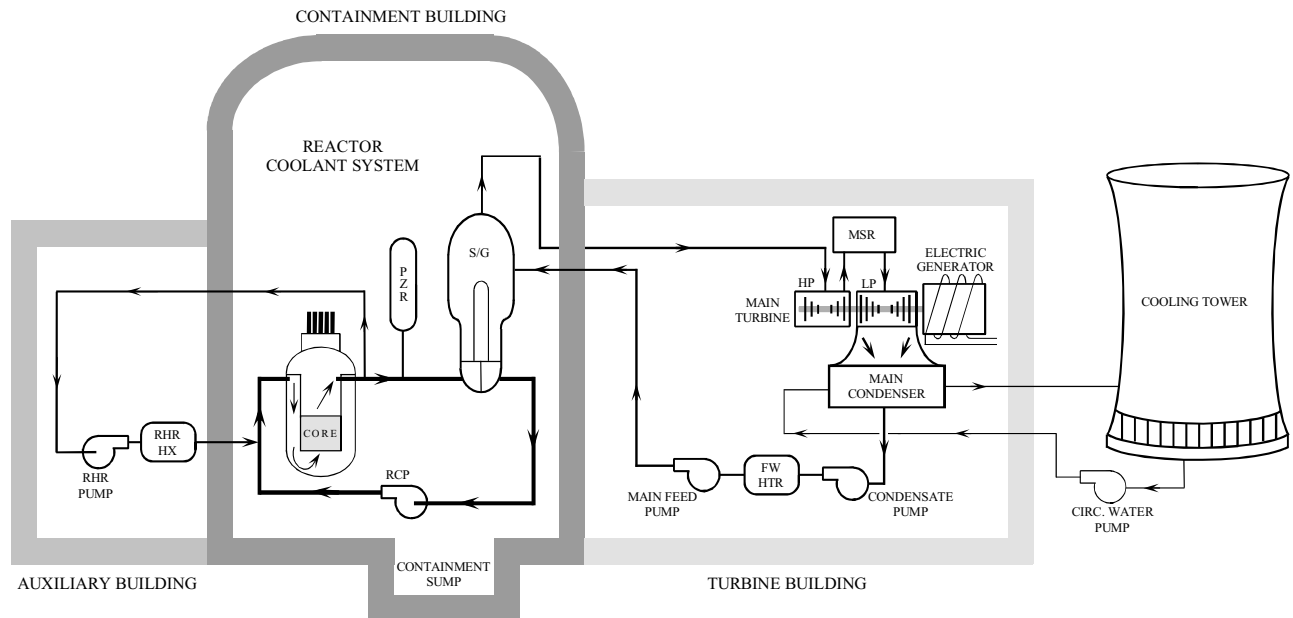 CONTAINMENT BUILDING
REACTOR
COOLANT SYSTEM
PZR
S/G
MSR
ELECTRIC
GENERATOR
HP
LP
MAIN
TURBINE
COOLING TOWER
MAIN
CONDENSER
CORE
RHR
HX
RHR
PUMP
RCP
MAIN FEED
PUMP
FW
HTR
CONDENSATE
PUMP
CIRC. WATER
PUMP
CONTAINMENT
SUMP
AUXILIARY BUILDING
TURBINE BUILDING